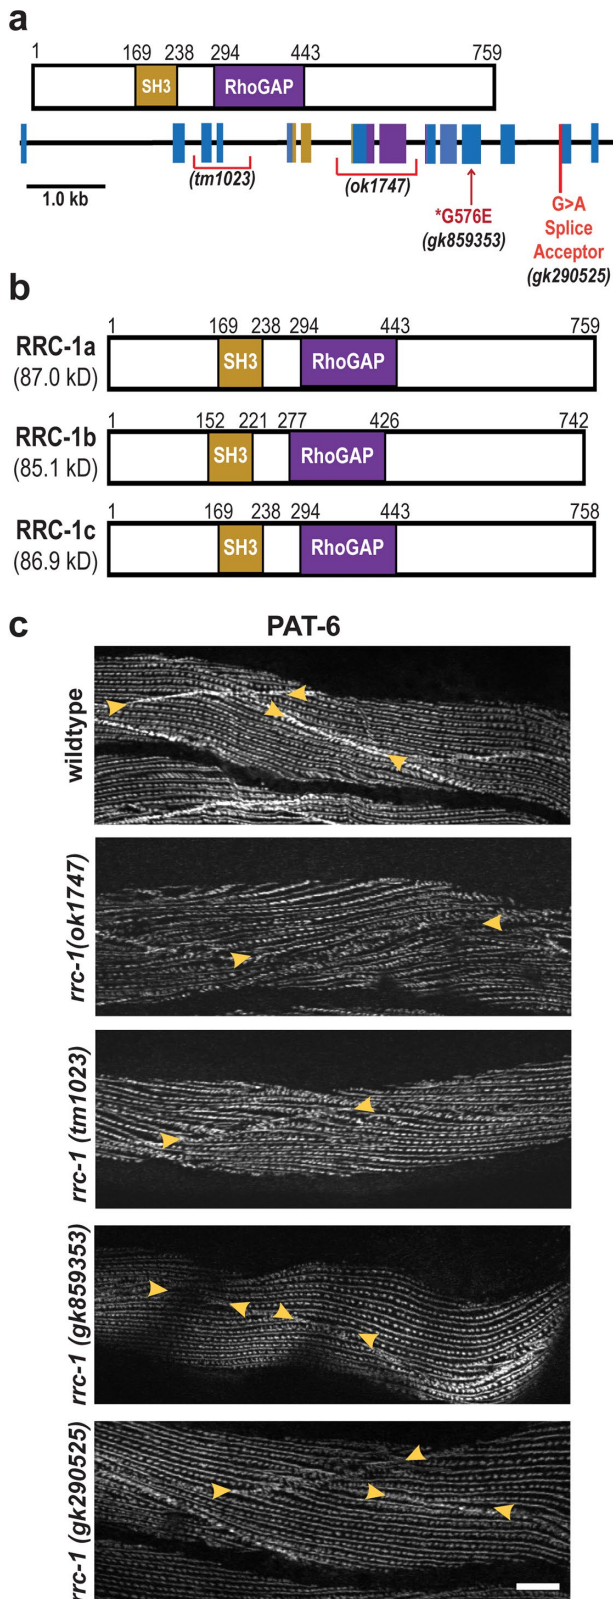 a
1 169 238 294 443 759
SH3 RhoGAP
(tm1023) (ok1747)
1.0 kb
*G576E
(gk859353)
G>A
Splice
Acceptor
(gk290525)
b
1 169 238 294 443 759
RRC-1a
(87.0 kD)
SH3 RhoGAP
1 152 221 277 426 742
RRC-1b
(85.1 kD)
SH3 RhoGAP
1 169 238 294 443 758
RRC-1c
(86.9 kD)
SH3 RhoGAP
c
PAT-6
wildtype
rrc-1(ok1747)
rrc-1 (tm1023)
rrc-1 (gk859353)
rrc-1 (gk290525)